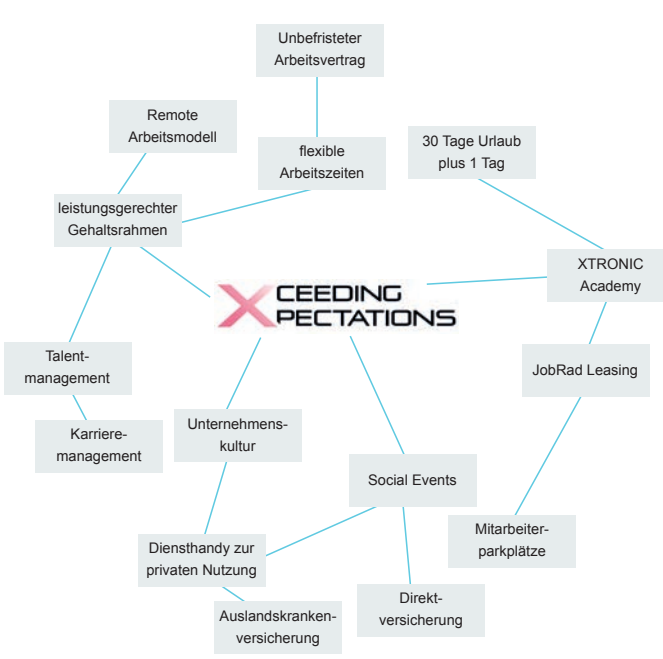 Unbefristeter
Arbeitsvertrag
Remote
Arbeitsmodell
flexible
Arbeitszeiten
30 Tage Urlaub
plus 1 Tag
leistungsgerechter
Gehaltsrahmen
XTRONIC
Academy
XCEEDING
XPECTATIONS
Talent-
management
JobRad Leasing
Karriere-
management
Unternehmens-
kultur
Social Events
Mitarbeiter-
parkplätze
Diensthandy zur
privaten Nutzung
Direkt-
versicherung
Auslandskranken-
versicherung